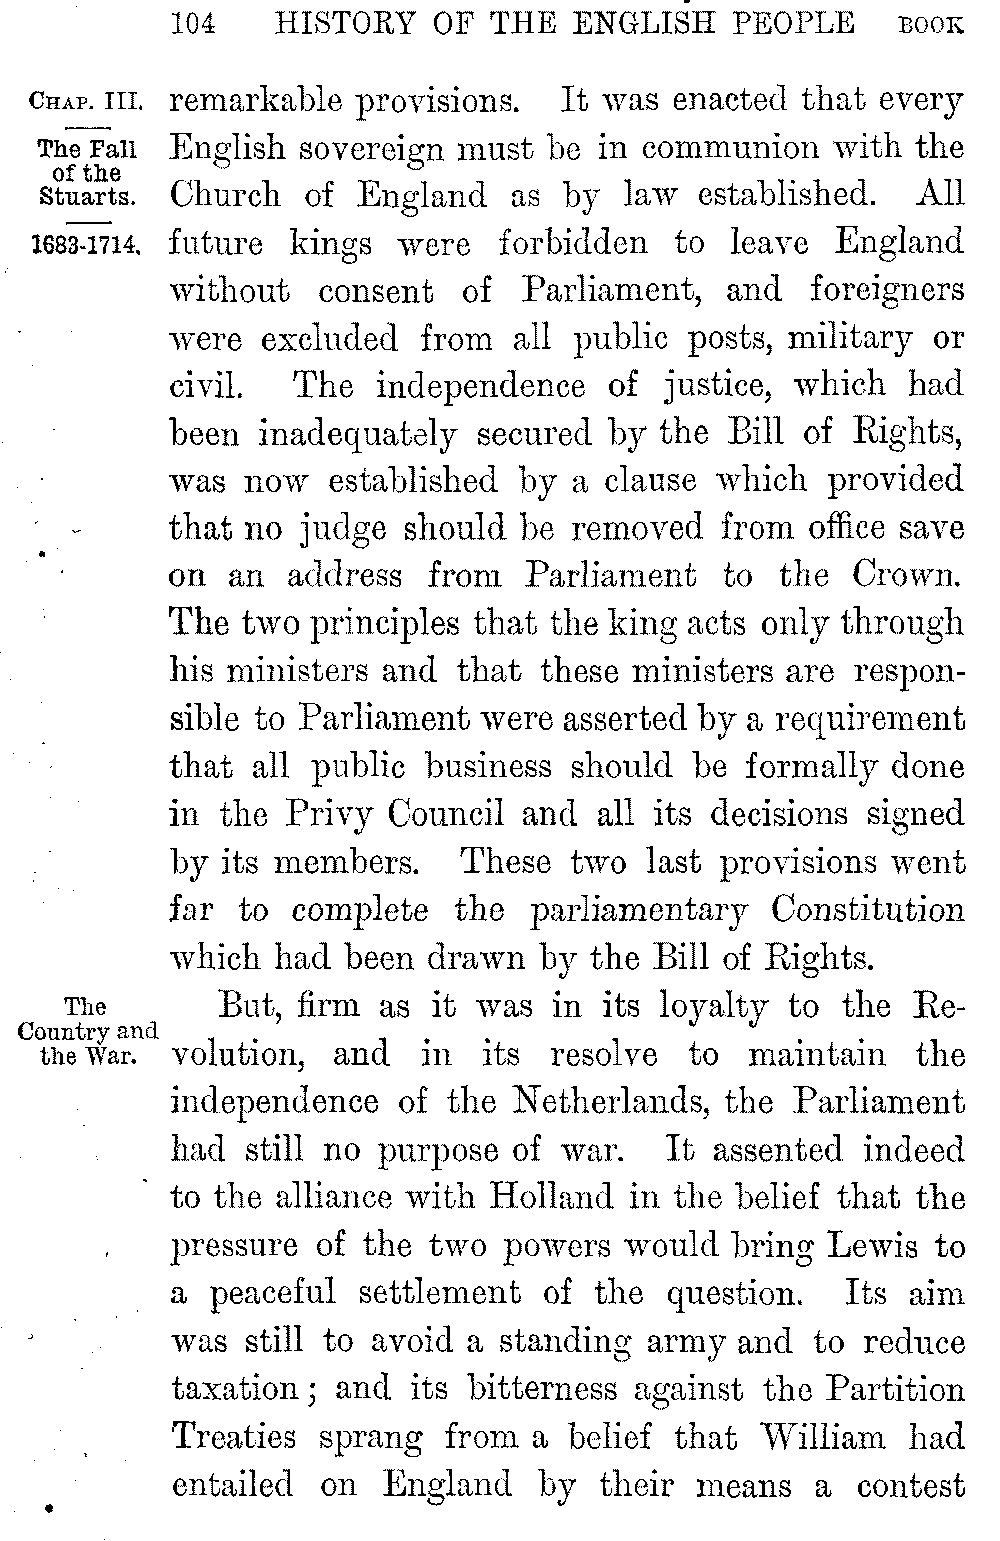 104 HISTORY OF THE ENGLISH PEOPLE BOOK
CHAP. III.
The Fall
of the
Stuarts.
1683-1714.
remarkable provisions. It was enacted that every
English sovereign must be in communion with the
Church of England as by law established. All
future kings were forbidden to leave England
without consent of Parliament, and foreigners
were excluded from all public posts, military or
civil. The independence of justice, which had
been inadequately secured by the Bill of Rights,
was now established by a clause which provided
that no judge should be removed from office save
on an address from Parliament to the Crown.
The two principles that the king acts only through
his ministers and that these ministers are respon-
sible to Parliament were asserted by a requirement
that all public business should be formally done
in the Privy Council and all its decisions signed
by its members. These two last provisions went
far to complete the parliamentary Constitution
which had been drawn by the Bill of Rights.
The
Country and
the War.
But, firm as it was in its loyalty to the Re-
volution, and in its resolve to maintain the
independence of the Netherlands, the Parliament
had still no purpose of war. It assented indeed
to the alliance with Holland in the belief that the
pressure of the two powers would bring Lewis to
a peaceful settlement of the question. Its aim
was still to avoid a standing army and to reduce
taxation; and its bitterness against the Partition
Treaties sprang from a belief that William had
entailed on England by their means a contest